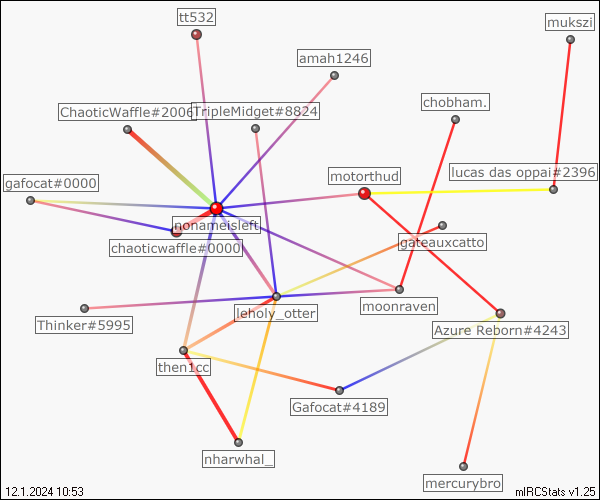 tt532
mukszi
amah1246
chobham.
ChaoticWaffle#2006
TripleMidget#8824
lucas das oppai#2396
motorthud
gafocat#0000
nonameisleft
gateauxcatto
chaoticwaffle#0000
moonraven
leholy_otter
Thinker#5995
Azure Reborn#4243
then1cc
Gafocat#4189
nharwhal_
mercurybro
12.1.2024 10:53
mIRCStats v1.25